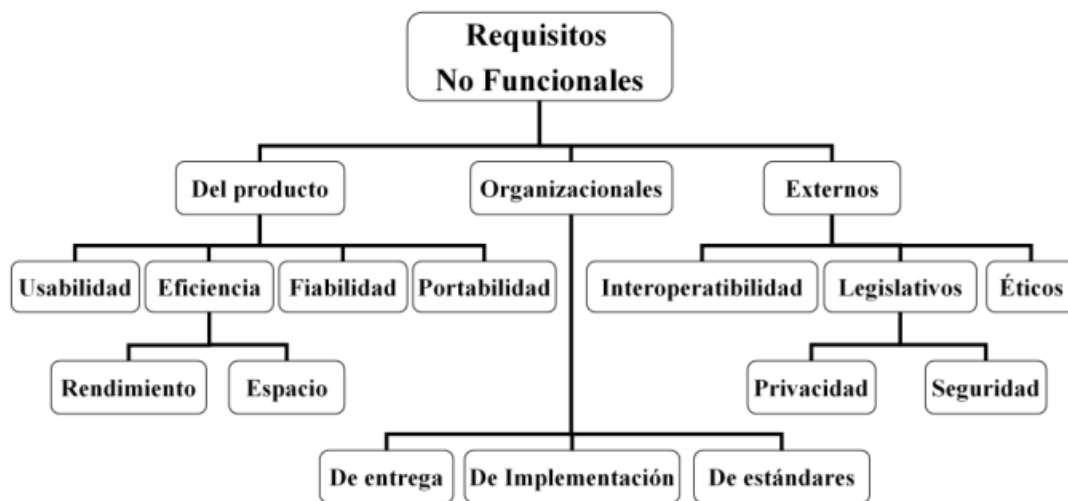 Requisitos
No Funcionales
Del producto
Organizacionales
Externos
Usabilidad
Eficiencia
Fiabilidad
Portabilidad
Interoperatibilidad
Legislativos
Éticos
Rendimiento
Espacio
Privacidad
Seguridad
De entrega
De Implementación
De estándares